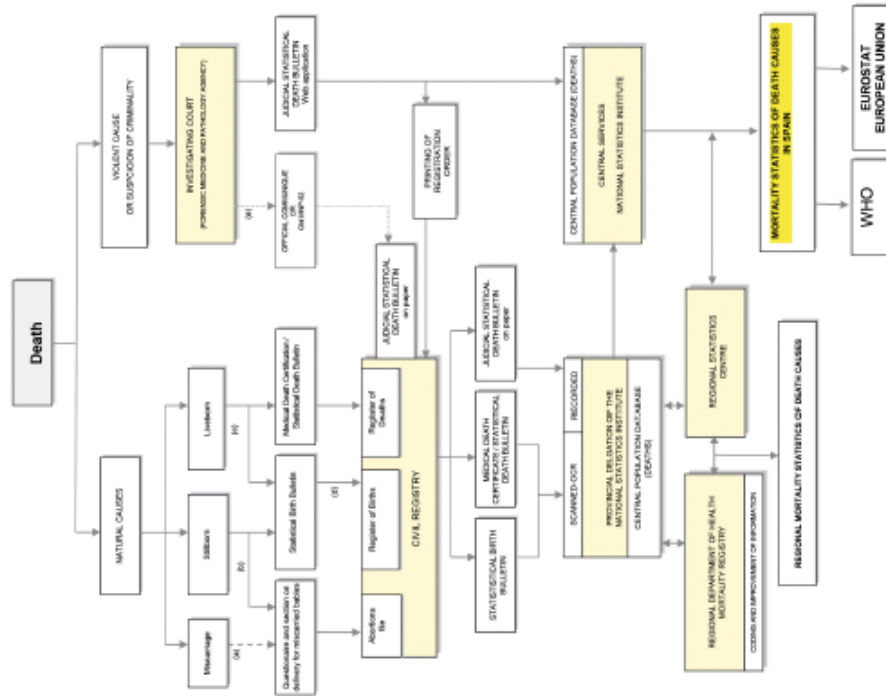 Death
NATURAL CAUSES
VIOLENT CAUSE
OR SUSPICION OF CRIMINALITY
Miscarriage
Stillborn
Liveborn
INVESTIGATING COURT
(FORENSIC MEDICINE AND PATHOLOGY AGENCY)
(a)
(b)
(c)
(e)
Questionnaire and section on
delivery for miscarried babies
Statistical Birth Bulletin
Medical Death Certification /
Statistical Death Bulletin
OFFICIAL COMMUNIQUE
OR
JUDICIAL STATISTICAL
DEATH BULLETIN
Web application
(d)
Abortions
file
Register of Births
Register of
Deaths
CIVIL REGISTRY
JUDICIAL STATISTICAL
DEATH BULLETIN
on paper
PRINTING OF
REGISTRATION
ORDER
STATISITICAL BIRTH
BULLETIN
MEDICAL DEATH
CERTIFICATE / STATISTICAL
DEATH BULLETIN
JUDICIAL STATISTICAL
DEATH BULLETIN
on paper
SCANNED-OCR
RECORDED
PROVINCIAL DELGATION OF THE
NATIONAL STATISTICS INSTITUTE
CENTRAL POPULATION DATABASE
(DEATHS)
CENTRAL POPULATION DATABASE (DEATHS)
CENTRAL SERVICES
NATIONAL STATISTICS INSTITUTE
REGIONAL DEPARTMENT OF HEALTH
MORTALITY REGISTRY
CODING AND IMPROVEMENT OF INFORMATION
REGIONAL STATISTICS
CENTRE
REGIONAL MORTALITY STATISTICS OF DEATH CAUSES
MORTALITY STATISTICS OF DEATH CAUSES
IN SPAIN
WHO
EUROSTAT
EUROPEAN UNION